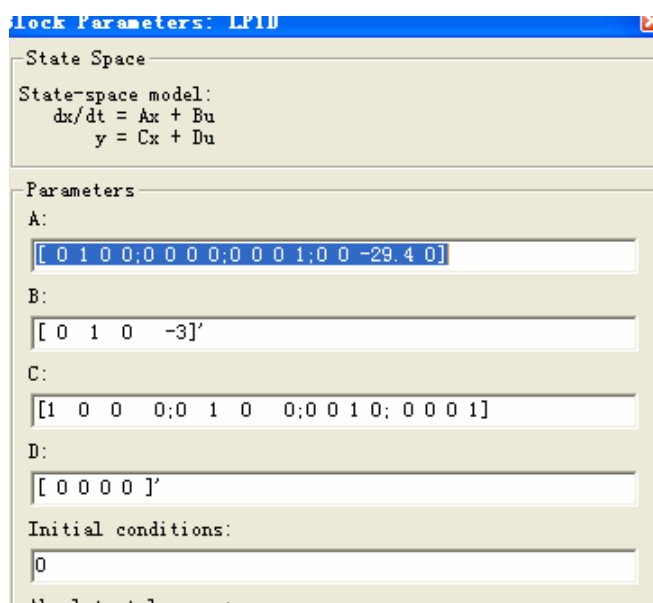 Block Parameters: LPID
State Space
State-space model:
dx/dt = Ax + Bu
y = Cx + Du
Parameters
A:
[ 0 1 0 0;0 0 0 0;0 0 0 1;0 0 -29.4 0]
B:
[ 0 1 0 -3]'
C:
[1 0 0 0;0 1 0 0;0 0 1 0; 0 0 0 1]
D:
[ 0 0 0 0 ]'
Initial conditions:
0